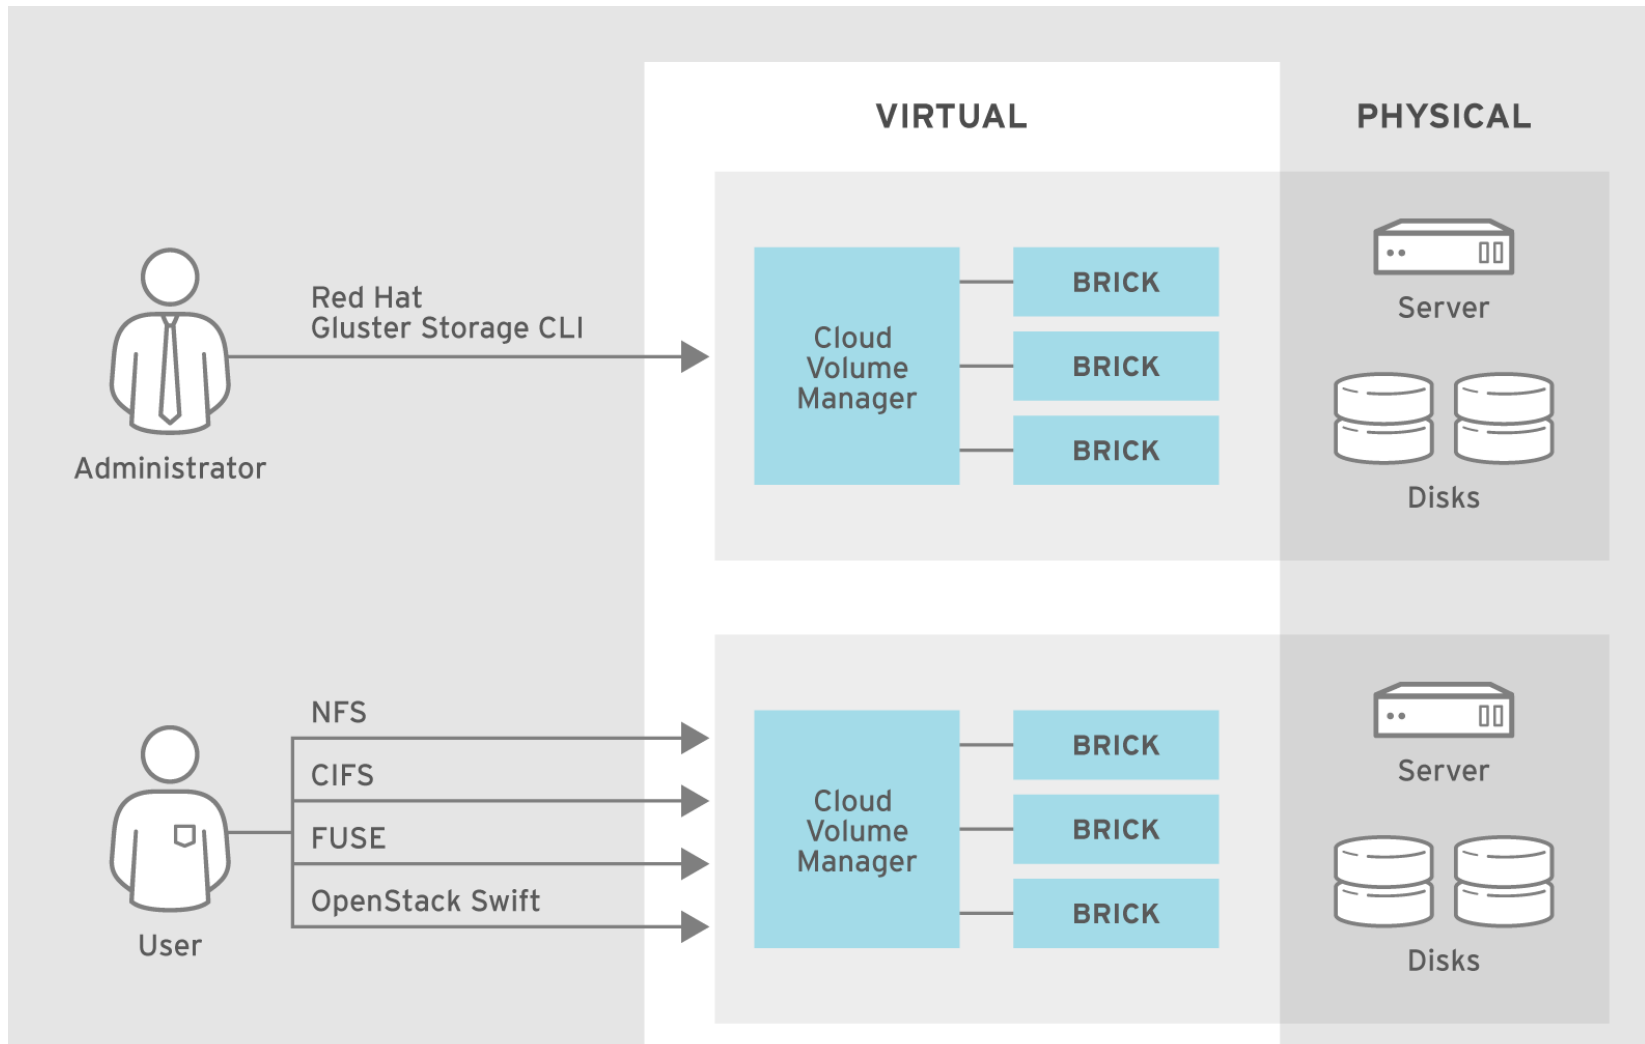 VIRTUAL
PHYSICAL
Red Hat
Gluster Storage CLI
Administrator
Cloud
Volume
Manager
BRICK
BRICK
BRICK
Server
Disks
NFS
CIFS
FUSE
OpenStack Swift
User
Cloud
Volume
Manager
BRICK
BRICK
BRICK
Server
Disks